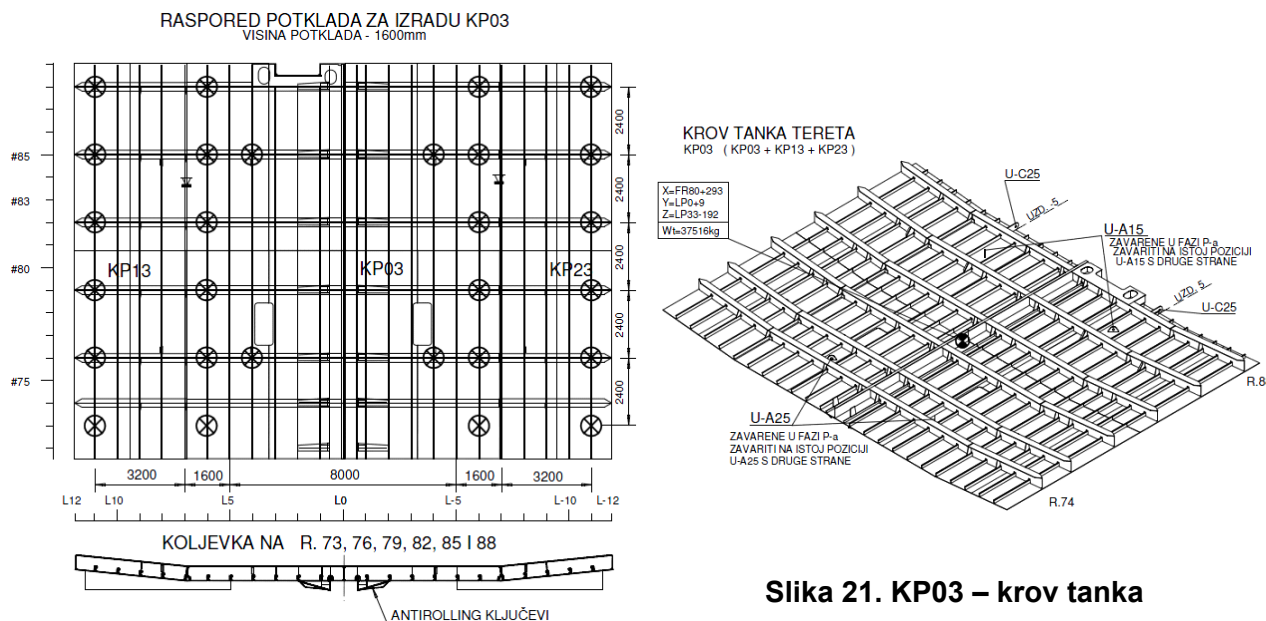 RASPORED POTKLADA ZA IZRADU KP03
VISINA POTKLADA - 1600mm
#85
#83
#80
#75
KP13
KP03
KP23
2400
2400
2400
2400
2400
3200
1600
8000
1600
3200
L12
L10
L5
L0
L-5
L-10
L-12
KOLJEVKA NA R. 73, 76, 79, 82, 85 I 88
ANTIROLLING KLJUČEVI
KROV TANKA TERETA
KP03 ( KP03 + KP13 + KP23 )
X=FR80+293
Y=LP0+9
Z=LP33-192
Wt=37516kg
U-C25
UZD. -5
U-A15
ZAVARENE U FAZI P-a
ZAVARITI NA ISTOJ POZICIJI
U-A15 S DRUGE STRANE
UZD. 5
U-C25
R.8
U-A25
ZAVARENE U FAZI P-a
ZAVARITI NA ISTOJ POZICIJI
U-A25 S DRUGE STRANE
R.74
Slika 21. KP03 – krov tanka